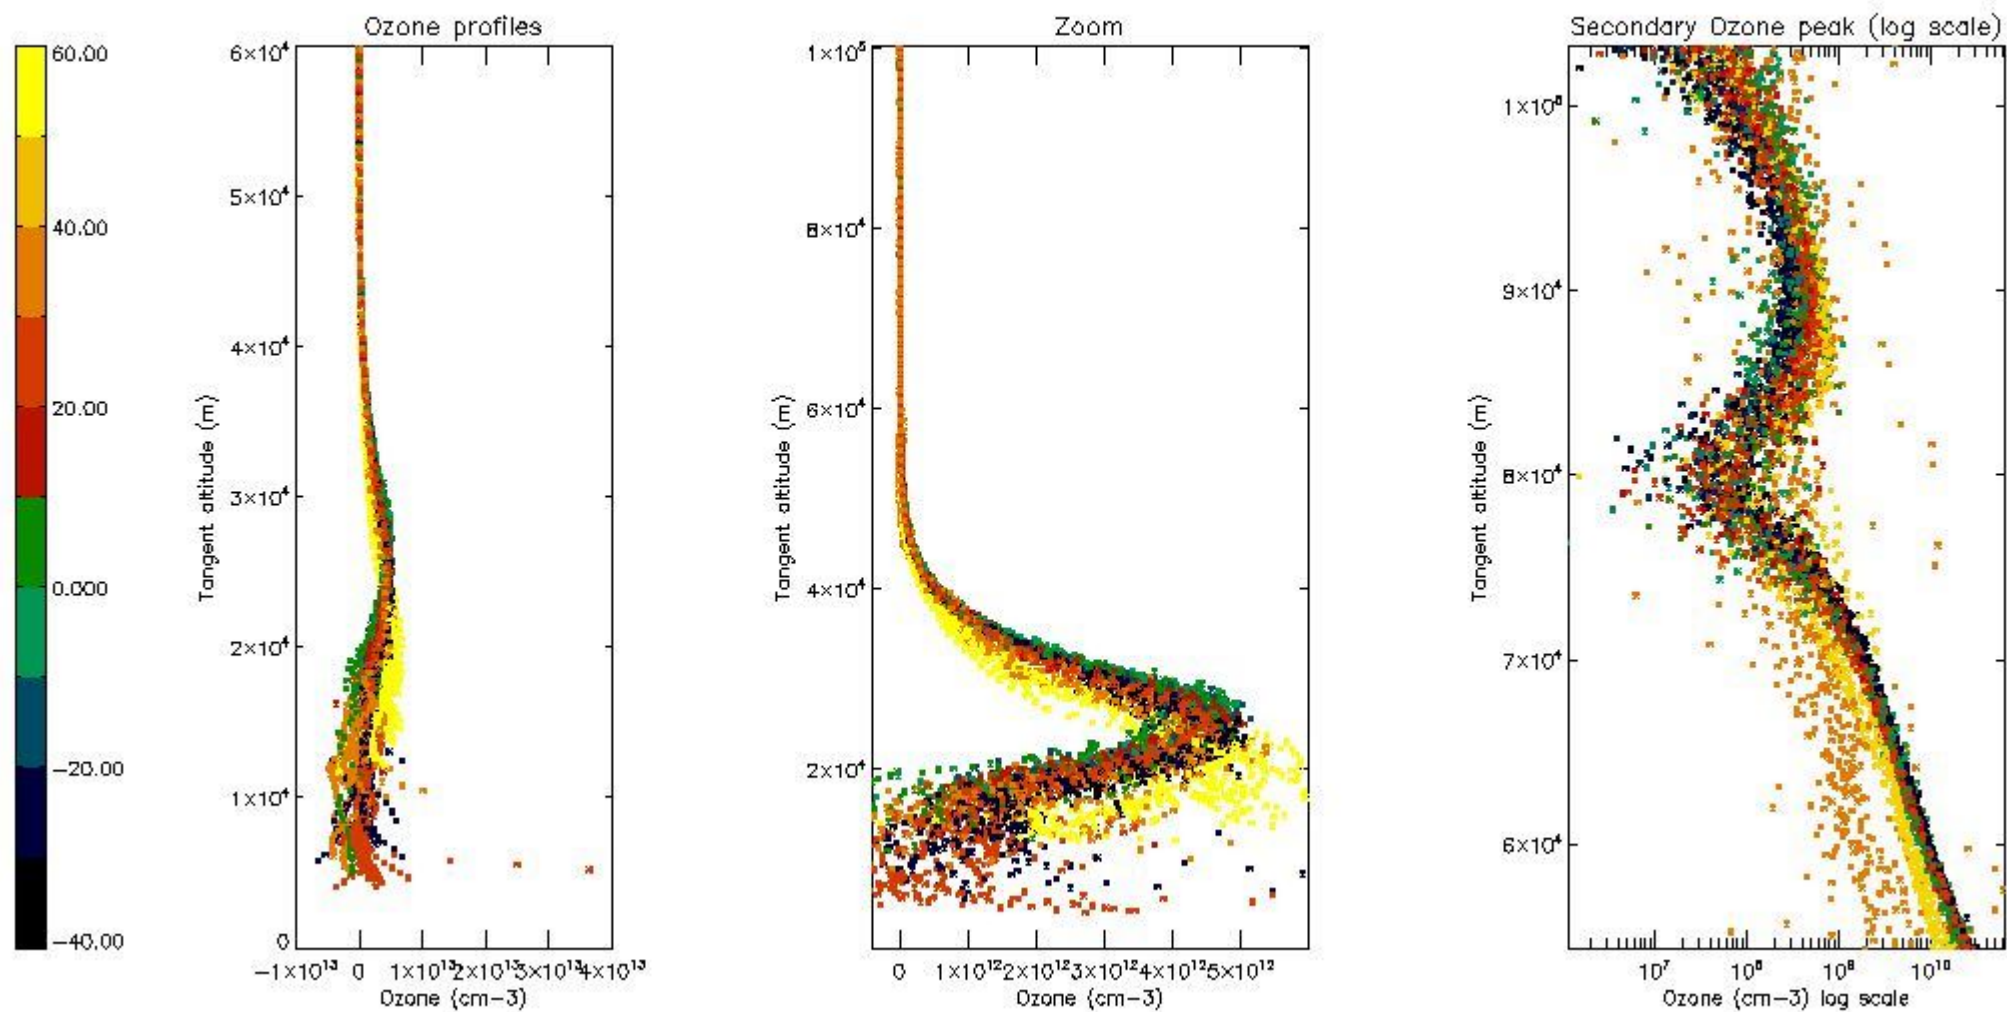 Ozone profiles
Zoom
Secondary Ozone peak (log scale)
60.00
40.00
20.00
0.000
-20.00
-40.00
6×10⁴
5×10⁴
4×10⁴
3×10⁴
2×10⁴
1×10⁴
0
Tangent altitude (m)
-1×10¹³ 0 1×10¹³ 2×10¹³ 3×10¹³ 4×10¹³
Ozone (cm-3)
1×10⁵
8×10⁴
6×10⁴
4×10⁴
2×10⁴
Tangent altitude (m)
0 1×10¹² 2×10¹² 3×10¹² 4×10¹² 5×10¹²
Ozone (cm-3)
1×10⁵
9×10⁴
8×10⁴
7×10⁴
6×10⁴
Tangent altitude (m)
10⁷ 10⁸ 10⁹ 10¹⁰
Ozone (cm-3) log scale